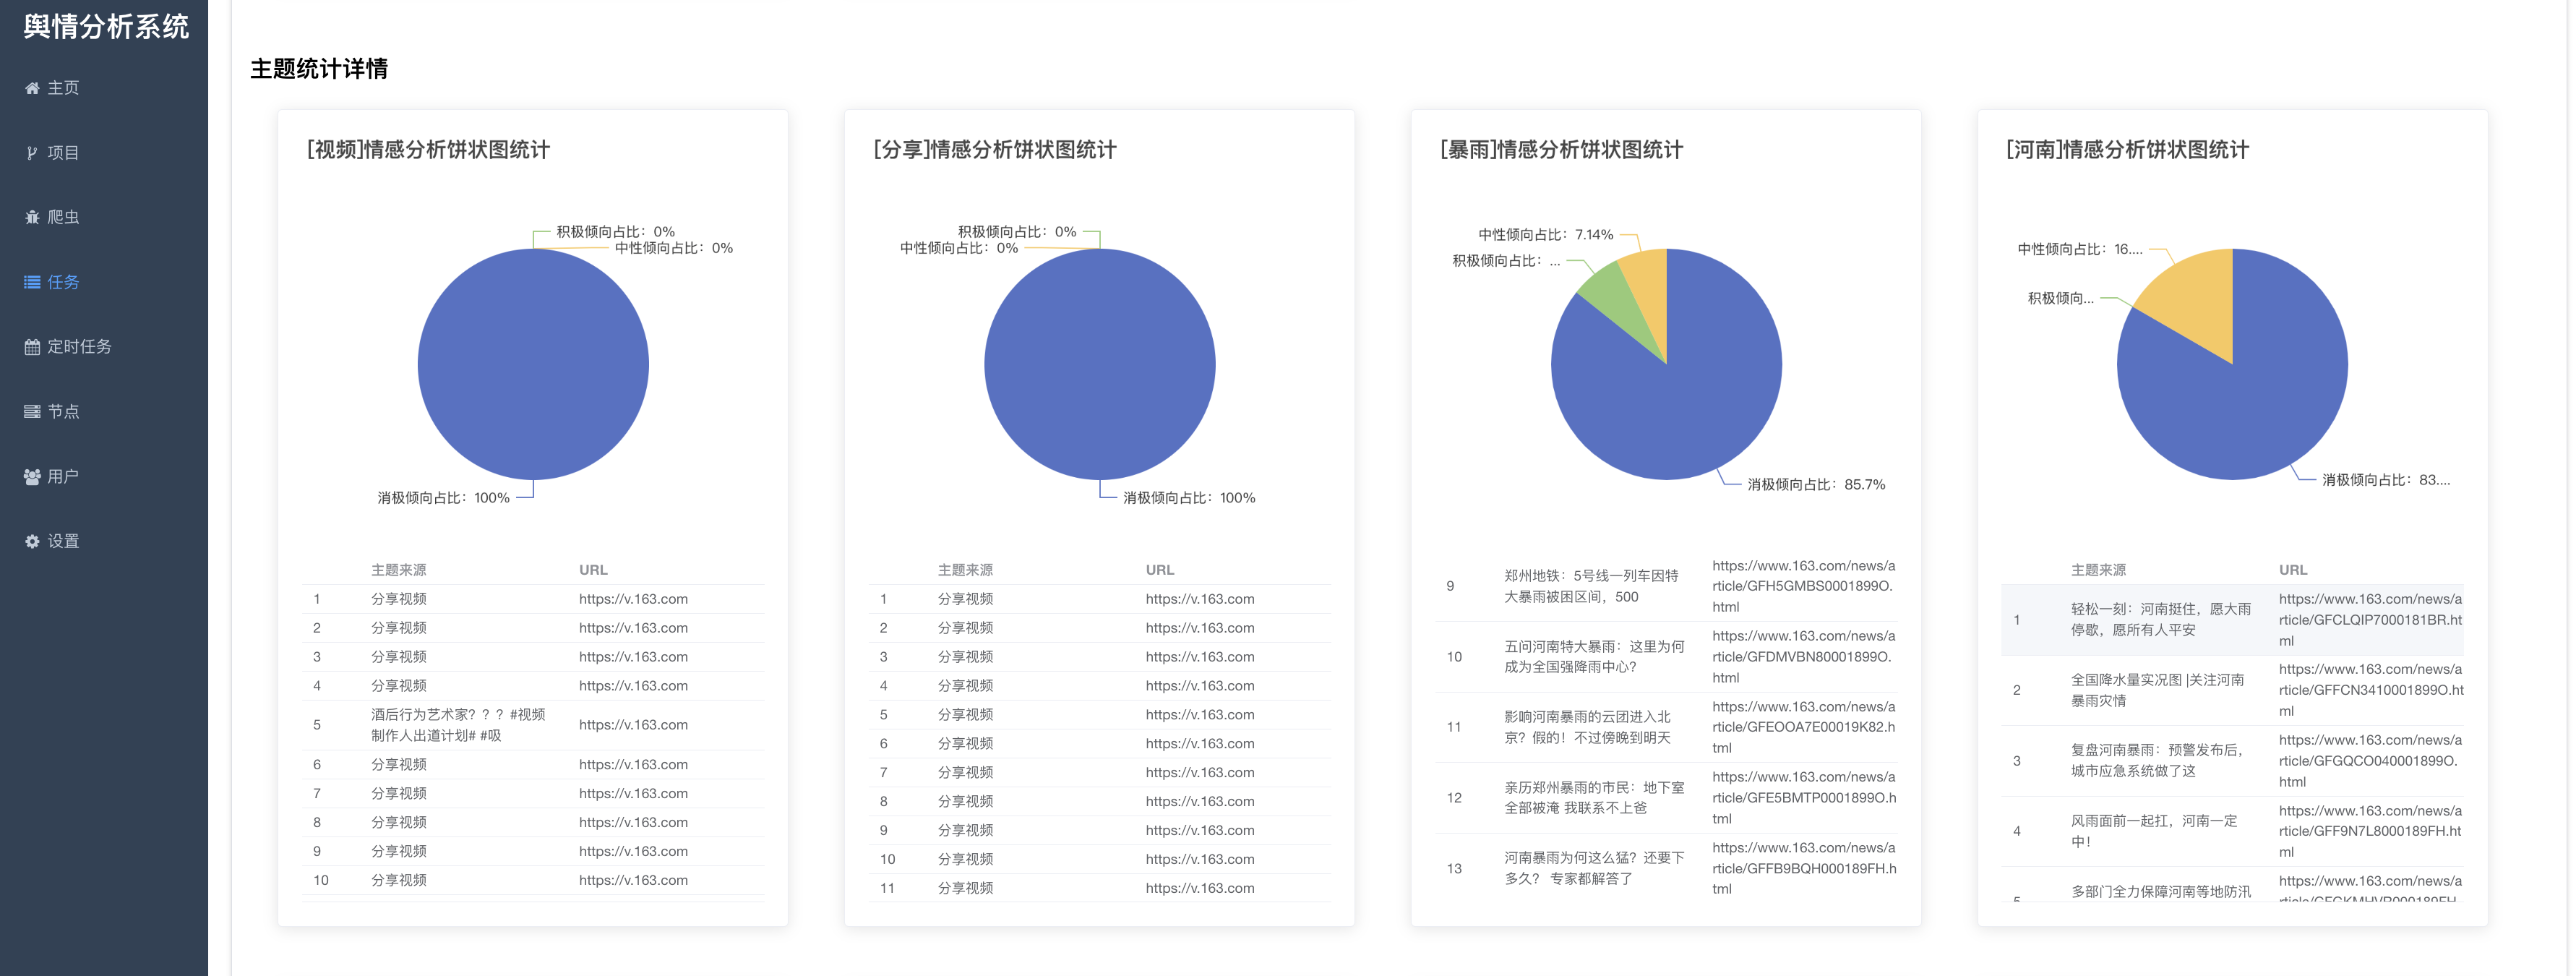 舆情分析系统
主页
项目
爬虫
任务
定时任务
节点
用户
设置
主题统计详情
[视频]情感分析饼状图统计
积极倾向占比：0%
中性倾向占比：0%
消极倾向占比：100%
主题来源 URL
1 分享视频 https://v.163.com
2 分享视频 https://v.163.com
3 分享视频 https://v.163.com
4 分享视频 https://v.163.com
5 酒后行为艺术家？？？#视频
制作人出道计划# #吸 https://v.163.com
6 分享视频 https://v.163.com
7 分享视频 https://v.163.com
8 分享视频 https://v.163.com
9 分享视频 https://v.163.com
10 分享视频 https://v.163.com
[分享]情感分析饼状图统计
积极倾向占比：0%
中性倾向占比：0%
消极倾向占比：100%
主题来源 URL
1 分享视频 https://v.163.com
2 分享视频 https://v.163.com
3 分享视频 https://v.163.com
4 分享视频 https://v.163.com
5 分享视频 https://v.163.com
6 分享视频 https://v.163.com
7 分享视频 https://v.163.com
8 分享视频 https://v.163.com
9 分享视频 https://v.163.com
10 分享视频 https://v.163.com
11 分享视频 https://v.163.com
[暴雨]情感分析饼状图统计
中性倾向占比：7.14%
积极倾向占比：...
消极倾向占比：85.7%
9
郑州地铁：5号线一列车因特
大暴雨被困区间，500
https://www.163.com/news/a
rticle/GFH5GMBS0001899O.
html
10
五问河南特大暴雨：这里为何
成为全国强降雨中心？
https://www.163.com/news/a
rticle/GFDMVBN80001899O.
html
11
影响河南暴雨的云团进入北
京？假的！不过傍晚到明天
https://www.163.com/news/a
rticle/GFEOOA7E00019K82.h
tml
12
亲历郑州暴雨的市民：地下室
全部被淹 我联系不上爸
https://www.163.com/news/a
rticle/GFE5BMTP0001899O.h
tml
13
河南暴雨为何这么猛？还要下
多久？ 专家都解答了
https://www.163.com/news/a
rticle/GFFB9BQH000189FH.h
tml
[河南]情感分析饼状图统计
中性倾向占比：16....
积极倾向...
消极倾向占比：83....
主题来源 URL
1
轻松一刻：河南挺住，愿大雨
停歇，愿所有人平安
https://www.163.com/news/a
rticle/GFCLQIP7000181BR.ht
ml
2
全国降水量实况图 |关注河南
暴雨灾情
https://www.163.com/news/a
rticle/GFFCN3410001899O.ht
ml
3
复盘河南暴雨：预警发布后，
城市应急系统做了这
https://www.163.com/news/a
rticle/GFGQCO040001899O.
html
4
风雨面前一起扛，河南一定
中！
https://www.163.com/news/a
rticle/GFF9N7L8000189FH.ht
ml
5
多部门全力保障河南等地防汛
https://www.163.com/news/a